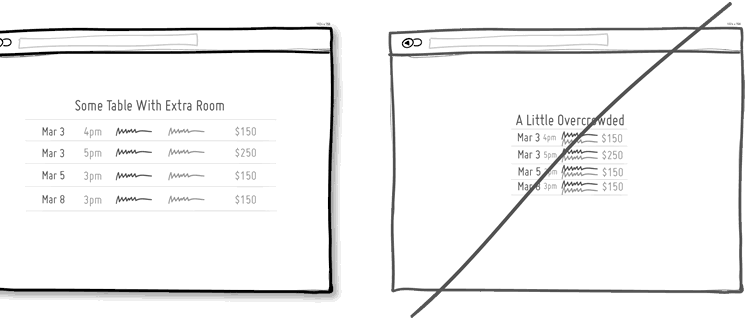 Some Table With Extra Room
Mar 3 4pm $150
Mar 3 5pm $250
Mar 5 3pm $150
Mar 8 3pm $150
A Little Overcrowded
Mar 3 4pm $150
Mar 3 5pm $250
Mar 5 $150
Mar 8 3pm $150